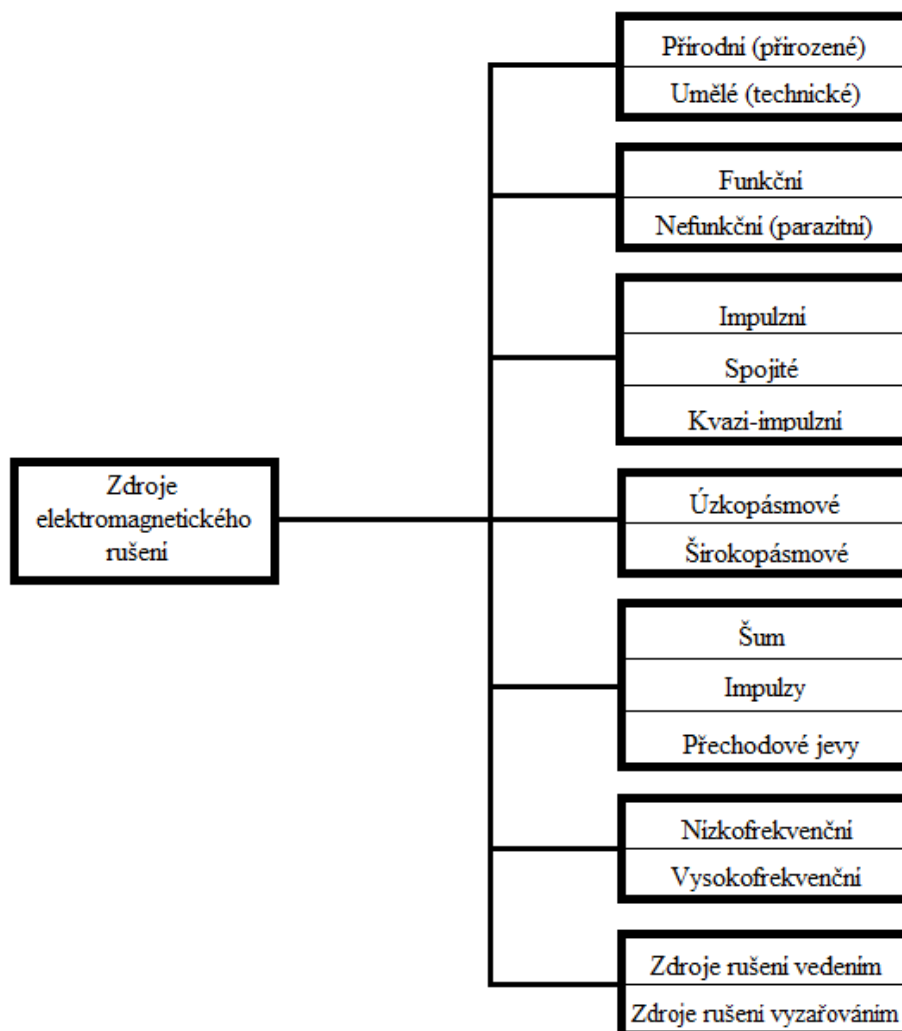 Přírodní (přirozené)
Umělé (technické)
Funkční
Nefunkční (parazitní)
Impulzní
Spojité
Kvazi-impulzní
Zdroje
elektromagnetického
rušení
Úzkopásmové
Širokopásmové
Šum
Impulzy
Přechodové jevy
Nízkofrekvenční
Vysokofrekvenční
Zdroje rušení vedením
Zdroje rušení vyzařováním